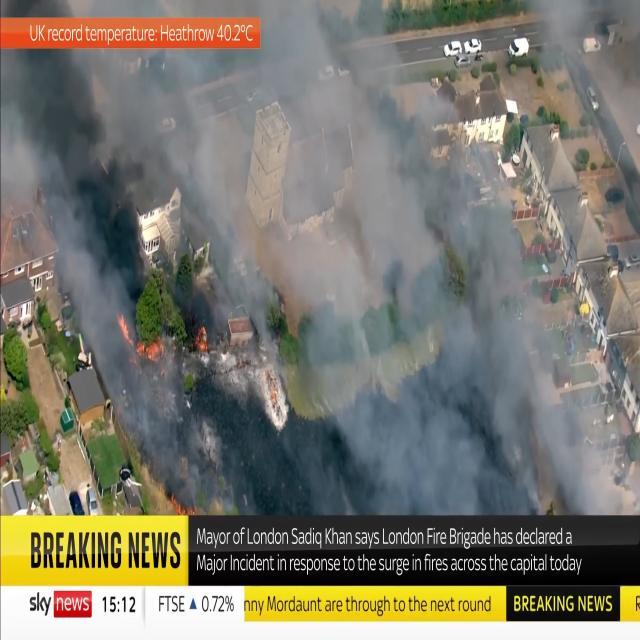 UK record temperature: Heathrow 40.2°C
BREAKING NEWS
Mayor of London Sadiq Khan says London Fire Brigade has declared a
Major Incident in response to the surge in fires across the capital today
sky news 15:12 FTSE ▲ 0.72% nny Mordaunt are through to the next round BREAKING NEWS